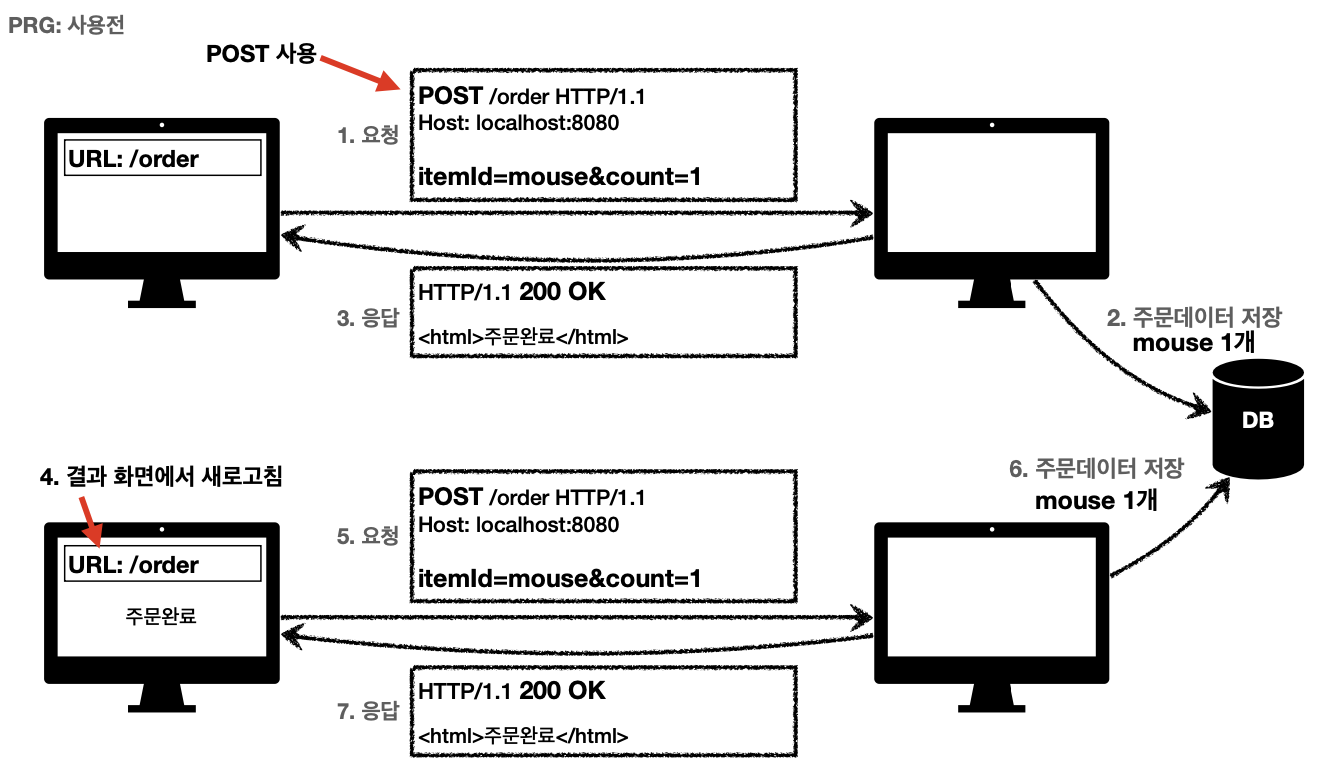 PRG: 사용전
POST 사용
1. 요청
POST /order HTTP/1.1
Host: localhost:8080
itemId=mouse&count=1
URL: /order
3. 응답
HTTP/1.1 200 OK
<html>주문완료</html>
2. 주문데이터 저장
mouse 1개
DB
4. 결과 화면에서 새로고침
5. 요청
POST /order HTTP/1.1
Host: localhost:8080
itemId=mouse&count=1
6. 주문데이터 저장
mouse 1개
URL: /order
주문완료
7. 응답
HTTP/1.1 200 OK
<html>주문완료</html>